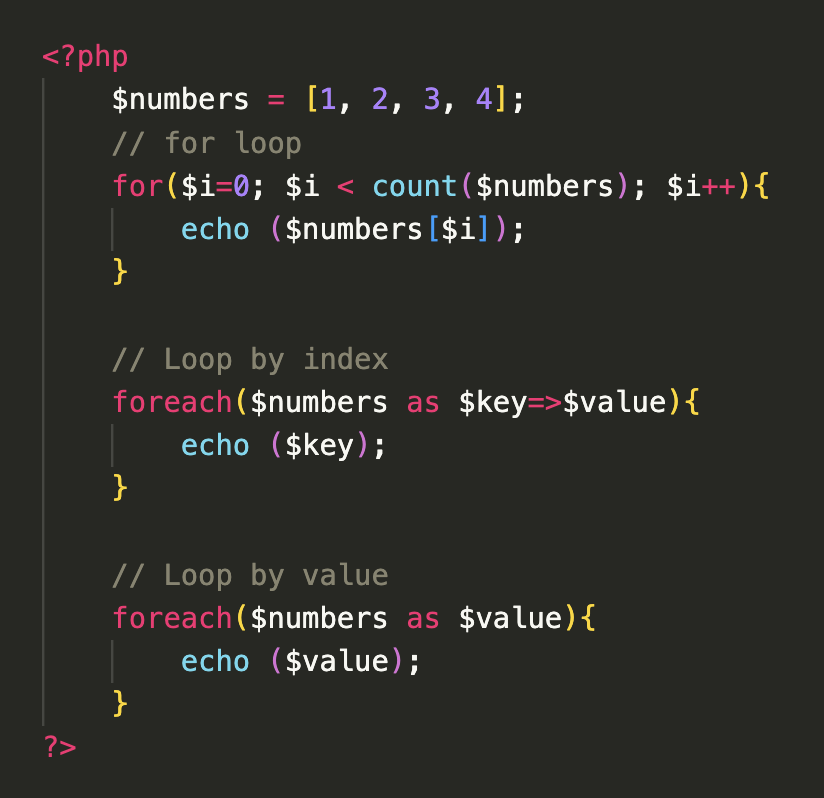 <?php
    $numbers = [1, 2, 3, 4];
    // for loop
    for($i=0; $i < count($numbers); $i++){
        echo ($numbers[$i]);
    }

    // Loop by index
    foreach($numbers as $key=>$value){
        echo ($key);
    }

    // Loop by value
    foreach($numbers as $value){
        echo ($value);
    }
?>